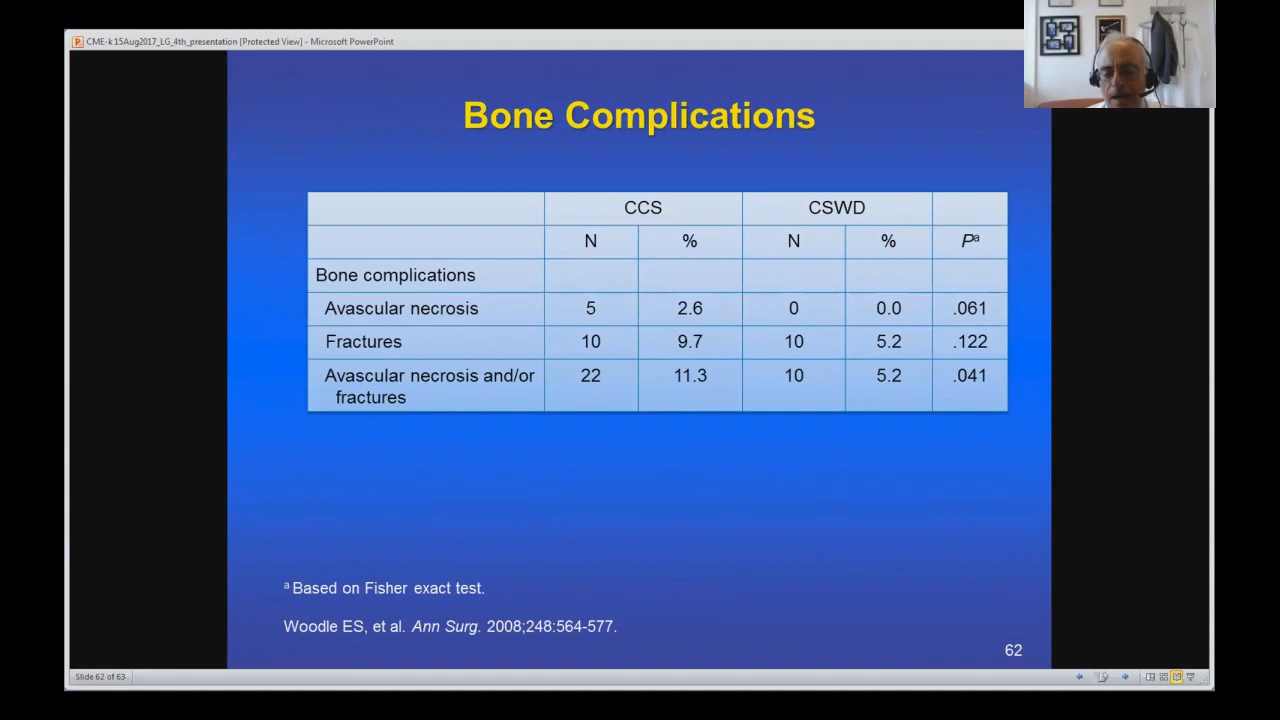 CME-k 15Aug2017_LG_4th_presentation [Protected View] - Microsoft PowerPoint
Bone Complications
CCS CSWD
N % N % Pª
Bone complications
Avascular necrosis 5 2.6 0 0.0 .061
Fractures 10 9.7 10 5.2 .122
Avascular necrosis and/or 22 11.3 10 5.2 .041
fractures
ª Based on Fisher exact test.
Woodle ES, et al. Ann Surg. 2008;248:564-577.
62
Slide 62 of 63